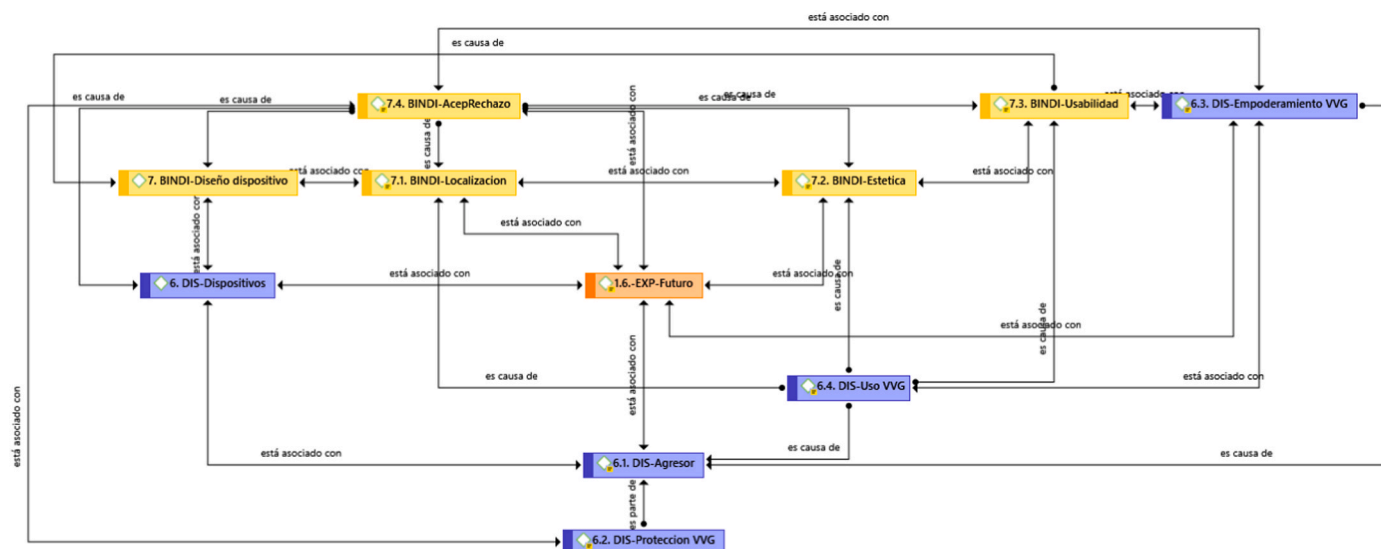 está asociado con
es causa de
es causa de
es causa de
7.4. BINDI-AcepRechazo
es causa de
es causa de
7.3. BINDI-Usabilidad
está asociado con
6.3. DIS-Empoderamiento VVG
está asociado con
es causa de
7. BINDI-Diseño dispositivo
está asociado con
7.1. BINDI-Localizacion
está asociado con
7.2. BINDI-Estetica
está asociado con
está asociado con
está asociado con
6. DIS-Dispositivos
está asociado con
1.6.-EXP-Futuro
está asociado con
es causa de
está asociado con
es causa de
está asociado con
es causa de
6.4. DIS-Uso VVG
está asociado con
está asociado con
está asociado con
6.1. DIS-Agresor
es causa de
es causa de
es parte de
6.2. DIS-Proteccion VVG